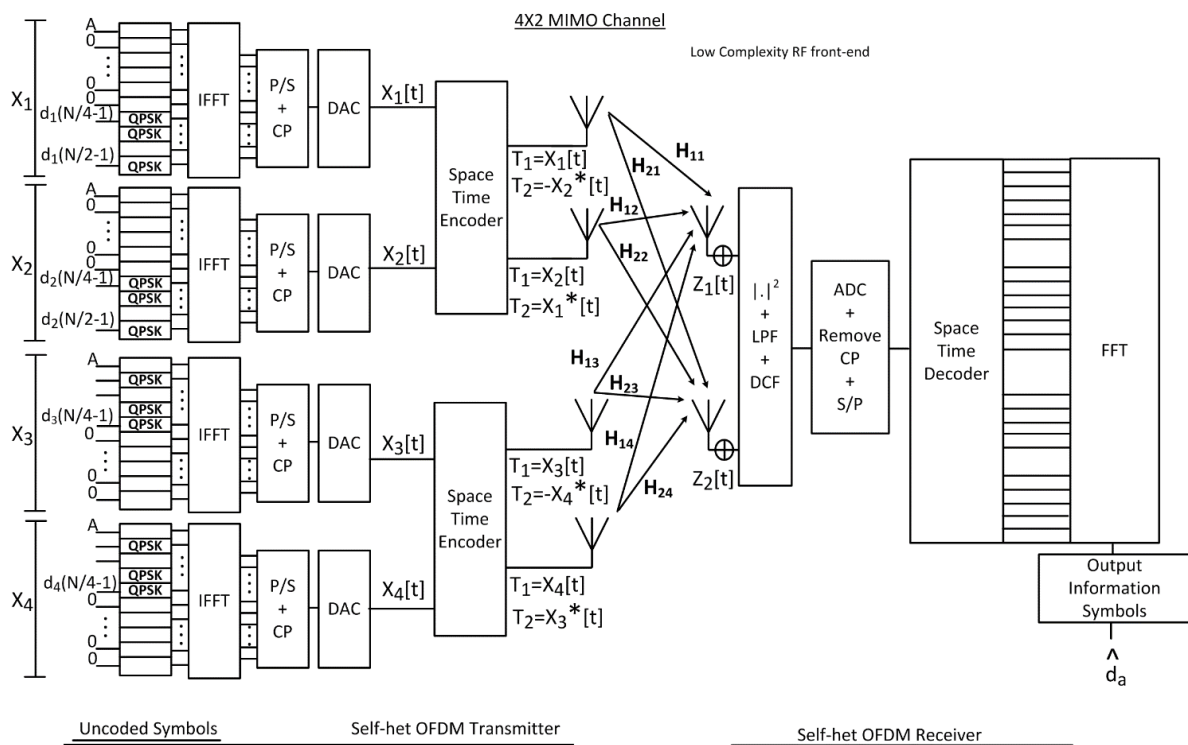 4X2 MIMO Channel
Low Complexity RF front-end
X1
A
0
0
0
d1(N/4-1)
d1(N/2-1)
QPSK
QPSK
QPSK
IFFT
P/S
+
CP
DAC
X1[t]
X2
A
0
0
0
d2(N/4-1)
d2(N/2-1)
QPSK
QPSK
QPSK
IFFT
P/S
+
CP
DAC
X2[t]
Space
Time
Encoder
T1=X1[t]
T2=-X2*[t]
T1=X2[t]
T2=X1*[t]
X3
A
d3(N/4-1)
0
0
0
QPSK
QPSK
QPSK
IFFT
P/S
+
CP
DAC
X3[t]
X4
A
d4(N/4-1)
0
0
0
QPSK
QPSK
QPSK
IFFT
P/S
+
CP
DAC
X4[t]
Space
Time
Encoder
T1=X3[t]
T2=-X4*[t]
T1=X4[t]
T2=X3*[t]
H11
H21
H12
H22
H13
H23
H14
H24
Z1[t]
Z2[t]
|.|²
+
LPF
+
DCF
ADC
+
Remove
CP
+
S/P
Space
Time
Decoder
FFT
Output
Information
Symbols
^
da
Uncoded Symbols
Self-het OFDM Transmitter
Self-het OFDM Receiver